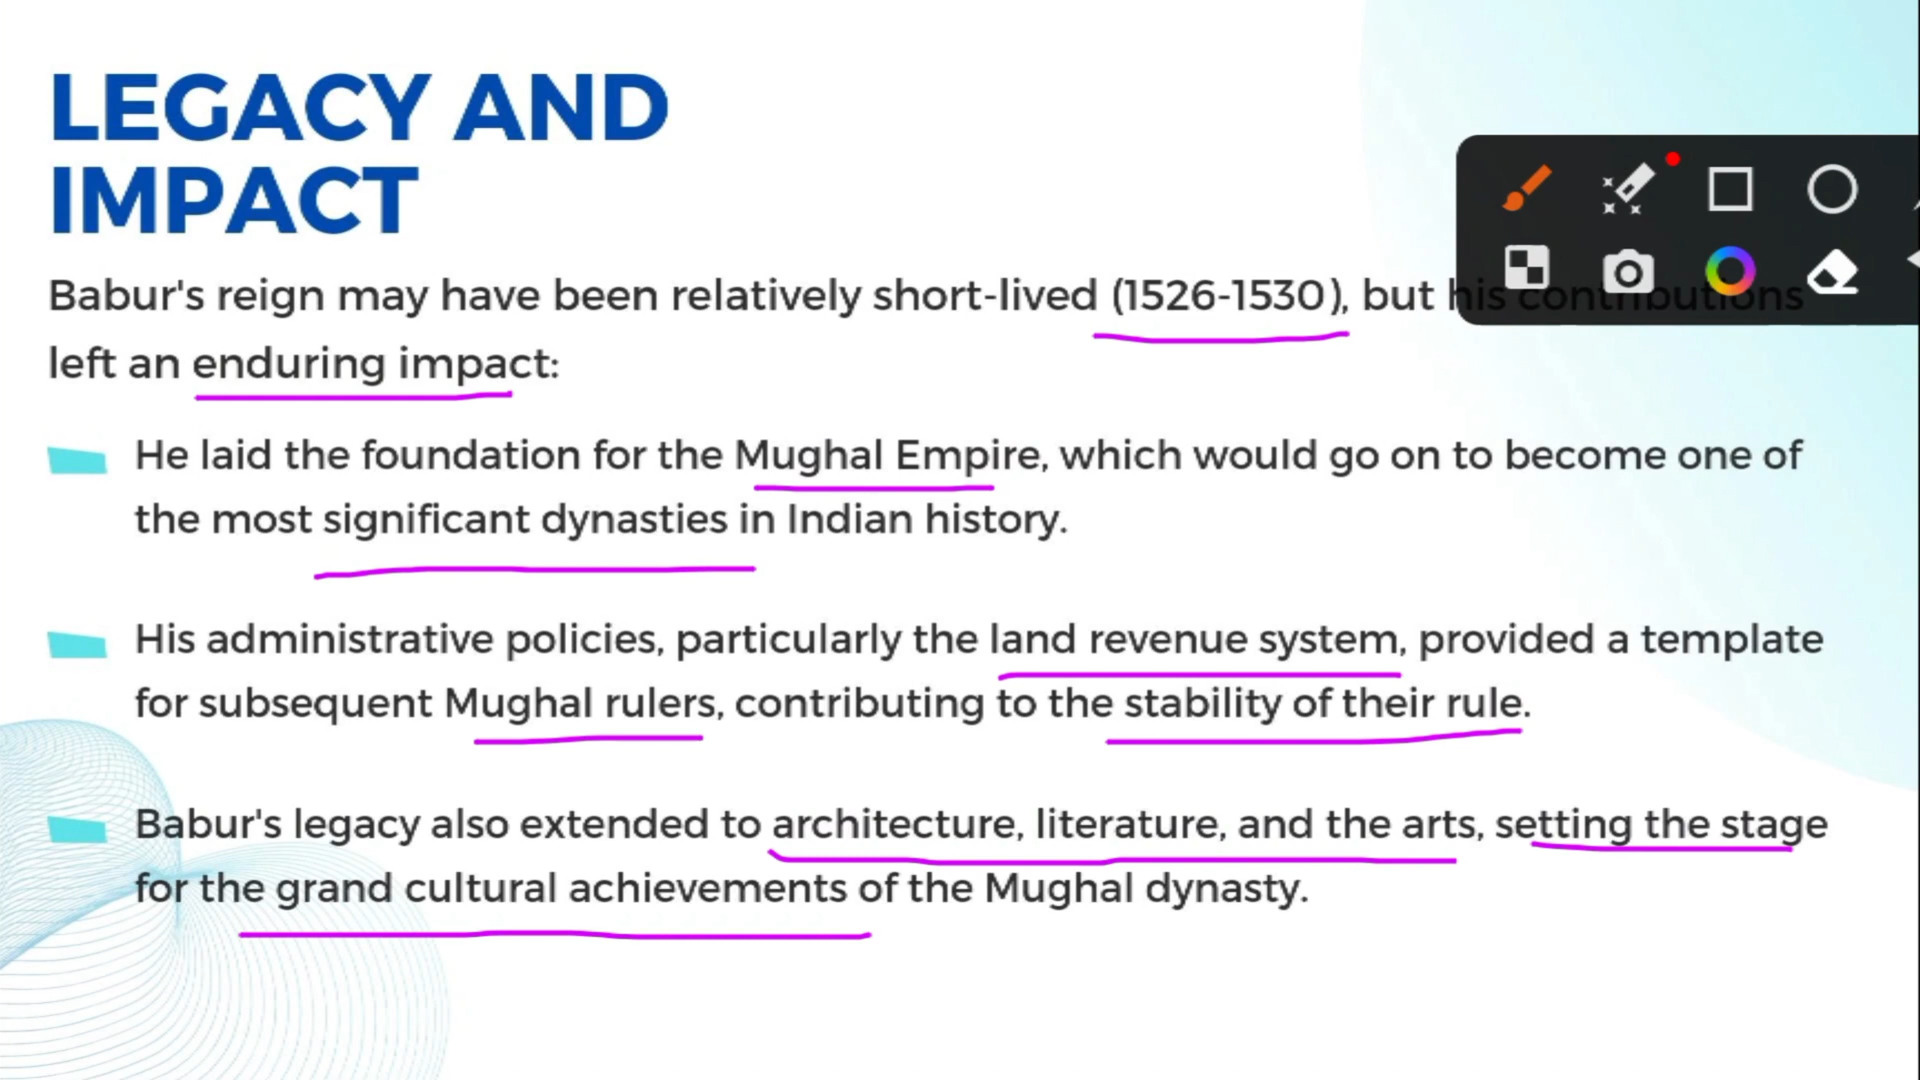 LEGACY AND
IMPACT
Babur's reign may have been relatively short-lived (1526-1530), but his contributions
left an enduring impact:
He laid the foundation for the Mughal Empire, which would go on to become one of
the most significant dynasties in Indian history.
His administrative policies, particularly the land revenue system, provided a template
for subsequent Mughal rulers, contributing to the stability of their rule.
Babur's legacy also extended to architecture, literature, and the arts, setting the stage
for the grand cultural achievements of the Mughal dynasty.